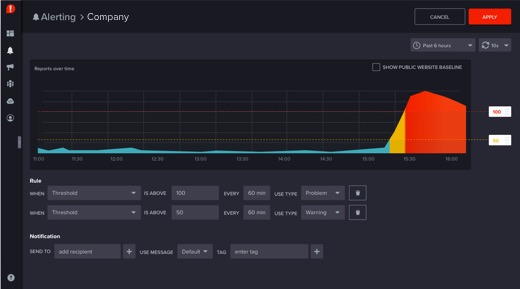 Alerting > Company
CANCEL
APPLY
Past 6 hours
10s
Reports over time
SHOW PUBLIC WEBSITE BASELINE
100
50
11:00 11:30 12:00 12:30 13:00 13:30 14:00 14:30 15:00 15:30 16:00
Rule
WHEN Threshold IS ABOVE 100 EVERY 60 min USE TYPE Problem
WHEN Threshold IS ABOVE 50 EVERY 60 min USE TYPE Warning
Notification
SEND TO add recipient + USE MESSAGE Default TAG enter tag +
?